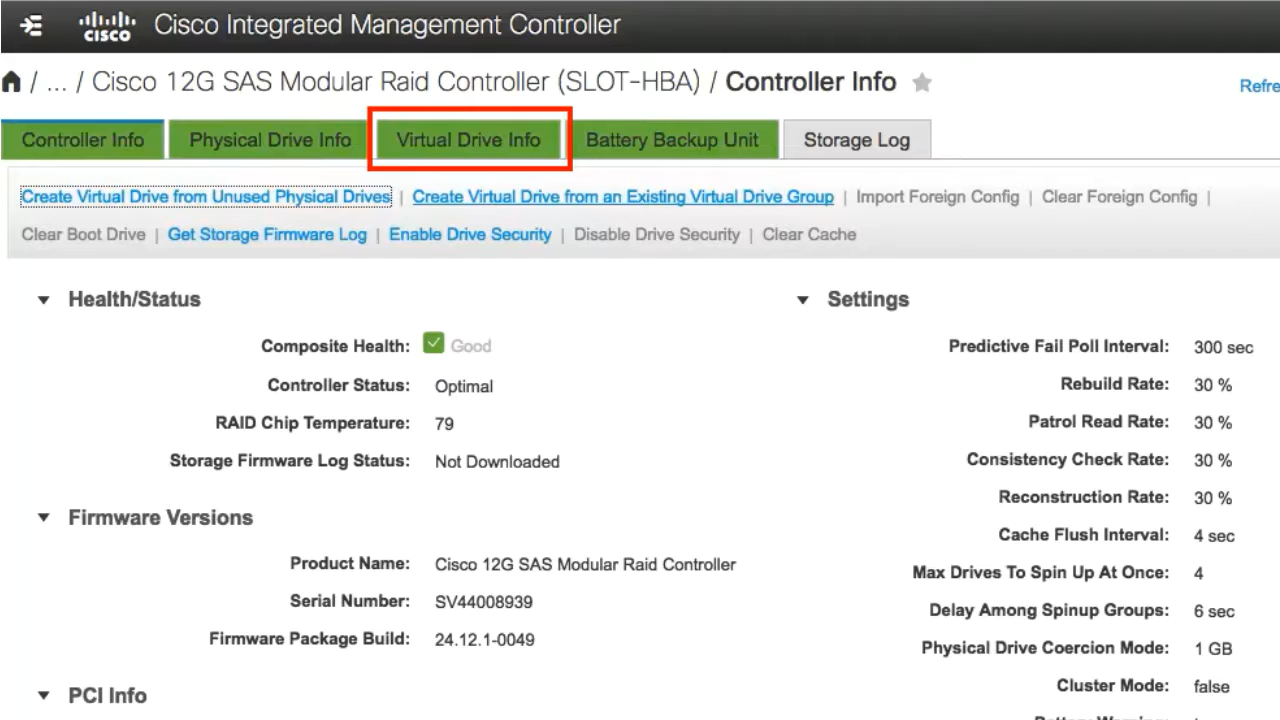 cisco Cisco Integrated Management Controller
/ ... / Cisco 12G SAS Modular Raid Controller (SLOT-HBA) / Controller Info
Refre
Controller Info Physical Drive Info Virtual Drive Info Battery Backup Unit Storage Log
Create Virtual Drive from Unused Physical Drives | Create Virtual Drive from an Existing Virtual Drive Group | Import Foreign Config | Clear Foreign Config |
Clear Boot Drive | Get Storage Firmware Log | Enable Drive Security | Disable Drive Security | Clear Cache
Health/Status
Composite Health: Good
Controller Status: Optimal
RAID Chip Temperature: 79
Storage Firmware Log Status: Not Downloaded
Firmware Versions
Product Name: Cisco 12G SAS Modular Raid Controller
Serial Number: SV44008939
Firmware Package Build: 24.12.1-0049
PCI Info
Settings
Predictive Fail Poll Interval: 300 sec
Rebuild Rate: 30 %
Patrol Read Rate: 30 %
Consistency Check Rate: 30 %
Reconstruction Rate: 30 %
Cache Flush Interval: 4 sec
Max Drives To Spin Up At Once: 4
Delay Among Spinup Groups: 6 sec
Physical Drive Coercion Mode: 1 GB
Cluster Mode: false